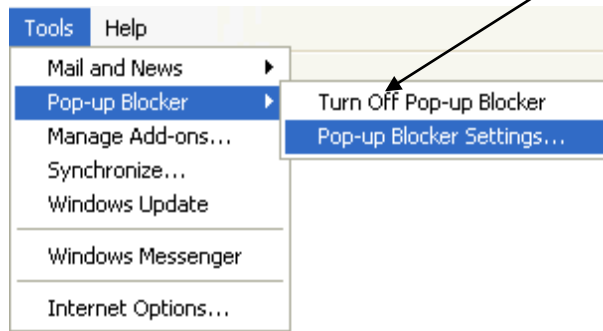 Tools Help
Mail and News
Pop-up Blocker
Turn Off Pop-up Blocker
Manage Add-ons...
Pop-up Blocker Settings...
Synchronize...
Windows Update
Windows Messenger
Internet Options...